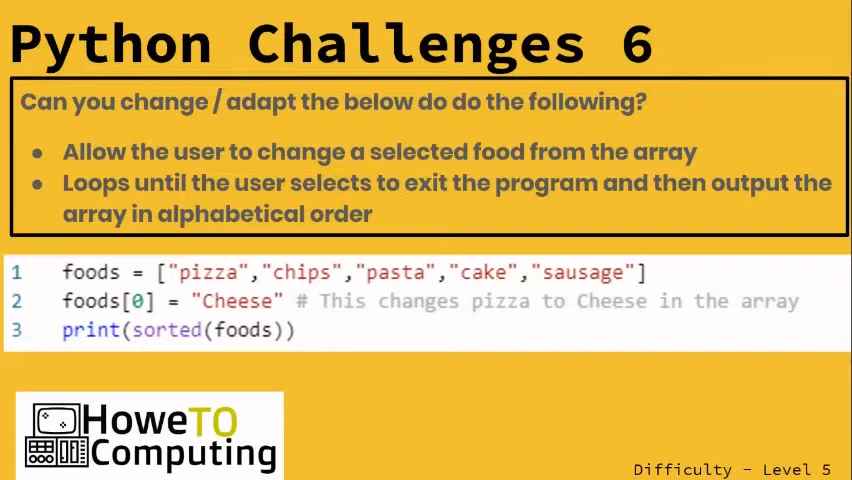 Python Challenges 6
Can you change / adapt the below do do the following?
● Allow the user to change a selected food from the array
● Loops until the user selects to exit the program and then output the
array in alphabetical order
1 foods = ["pizza","chips","pasta","cake","sausage"]
2 foods[0] = "Cheese" # This changes pizza to Cheese in the array
3 print(sorted(foods))
HoweTO
Computing
Difficulty - Level 5